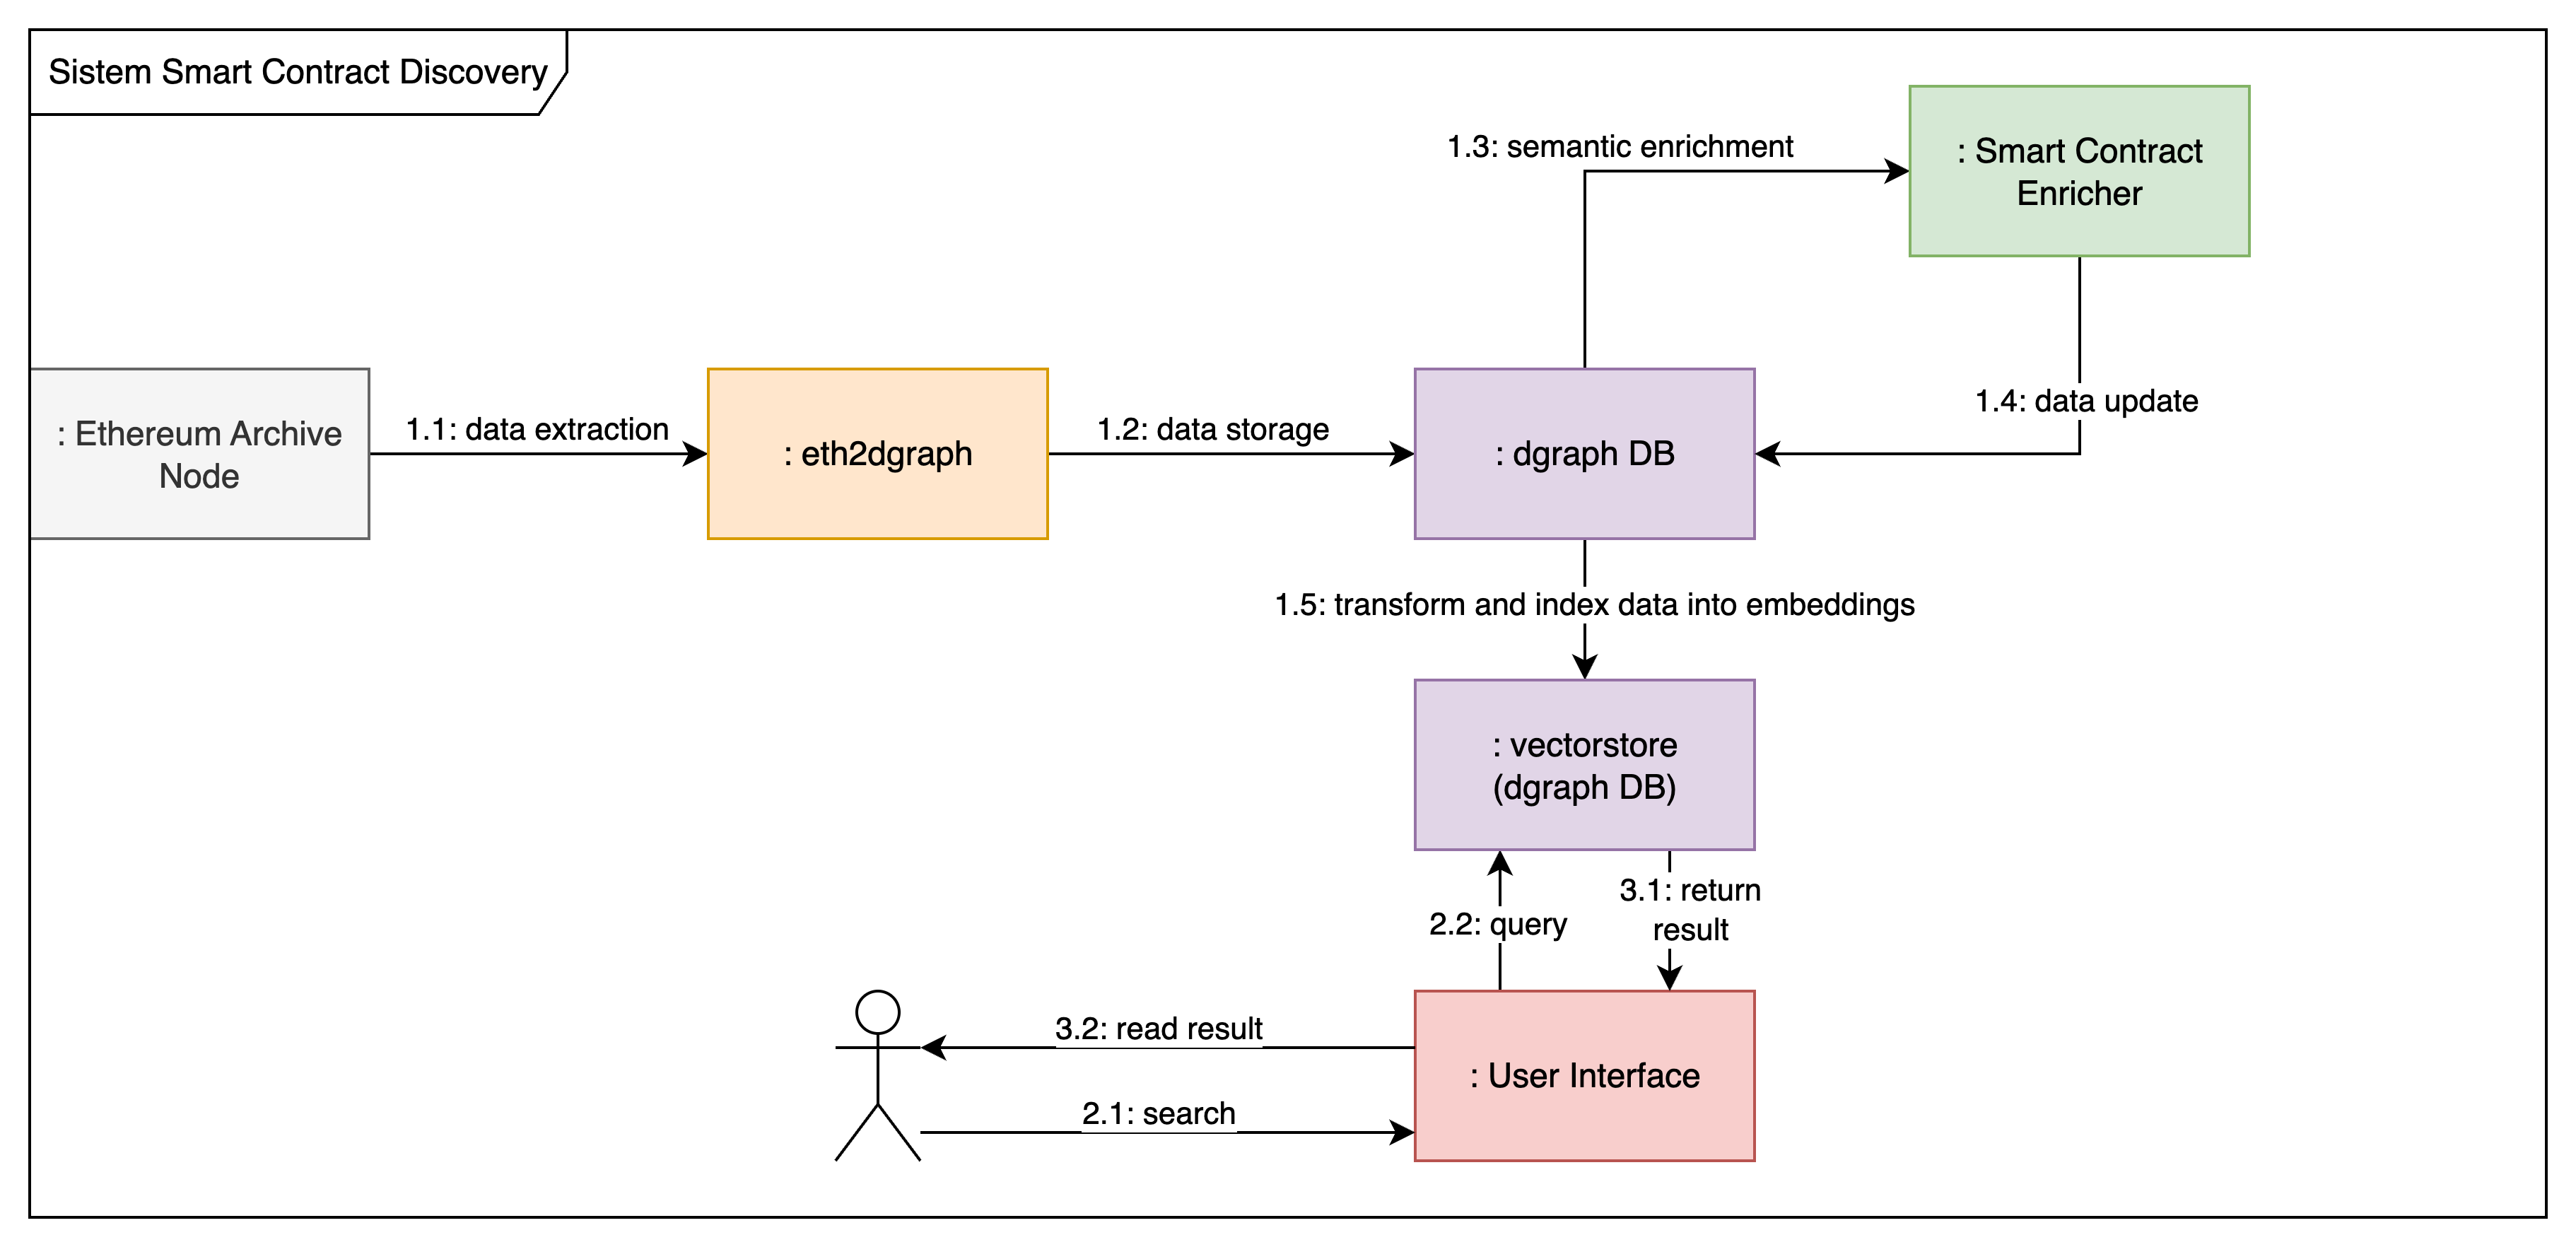 Sistem Smart Contract Discovery
1.3: semantic enrichment
: Smart Contract
Enricher
1.4: data update
: Ethereum Archive
Node
1.1: data extraction
: eth2dgraph
1.2: data storage
: dgraph DB
1.5: transform and index data into embeddings
: vectorstore
(dgraph DB)
2.2: query
3.1: return
result
3.2: read result
2.1: search
: User Interface